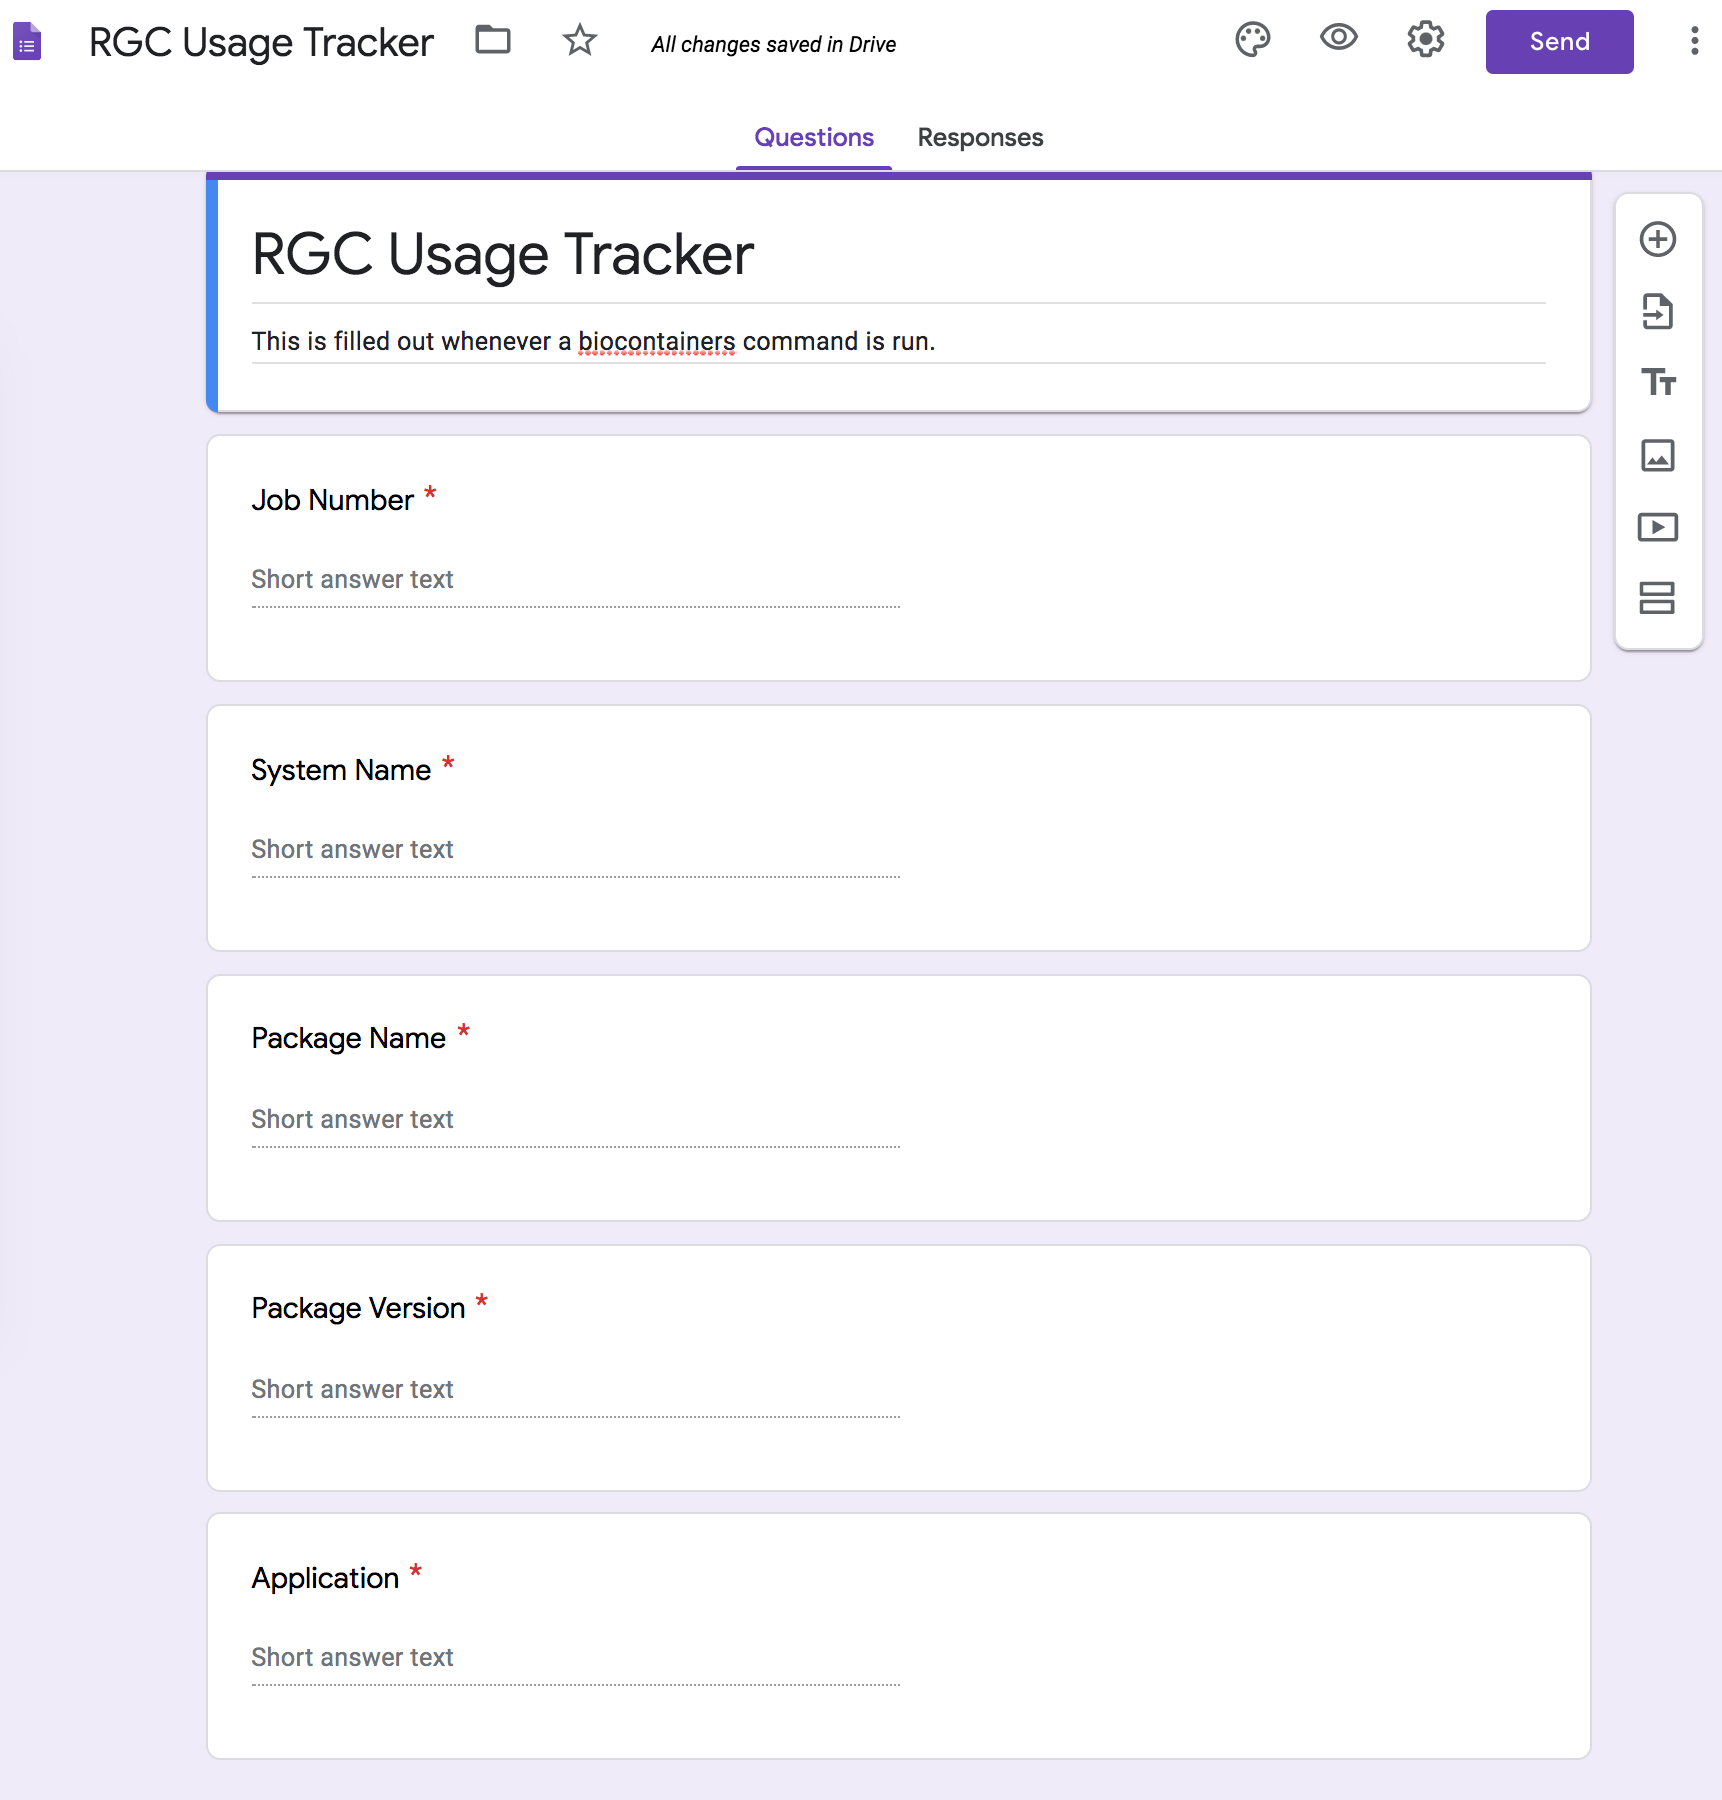 RGC Usage Tracker
All changes saved in Drive
Send
Questions
Responses
RGC Usage Tracker
This is filled out whenever a biocontainers command is run.
Job Number *
Short answer text
System Name *
Short answer text
Package Name *
Short answer text
Package Version *
Short answer text
Application *
Short answer text